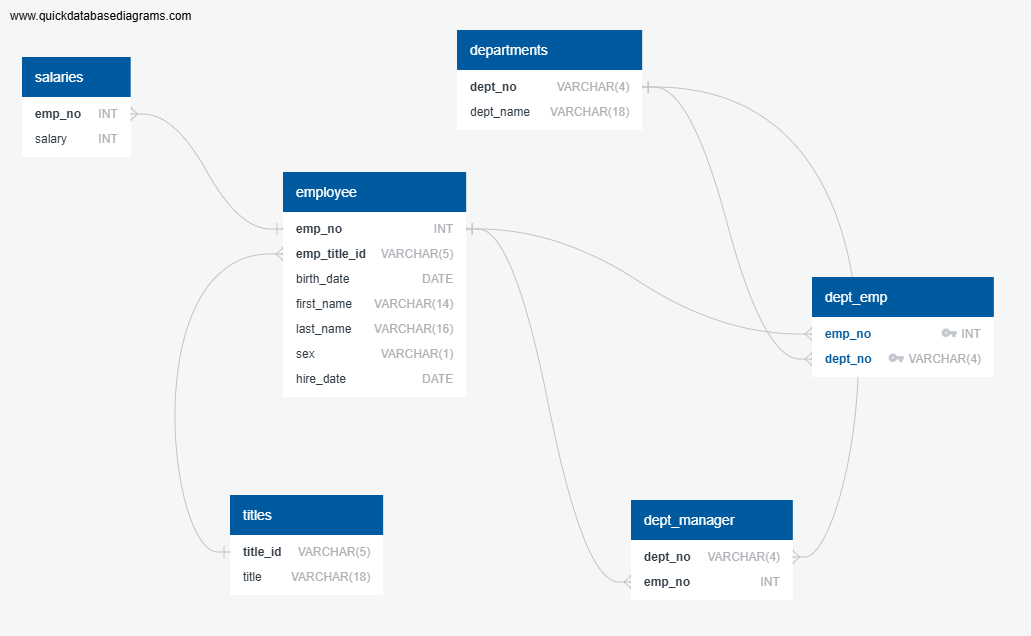 www.quickdatabasediagrams.com
departments
dept_no VARCHAR(4)
dept_name VARCHAR(18)
salaries
emp_no INT
salary INT
employee
emp_no INT
emp_title_id VARCHAR(5)
birth_date DATE
first_name VARCHAR(14)
last_name VARCHAR(16)
sex VARCHAR(1)
hire_date DATE
dept_emp
emp_no INT
dept_no VARCHAR(4)
titles
title_id VARCHAR(5)
title VARCHAR(18)
dept_manager
dept_no VARCHAR(4)
emp_no INT